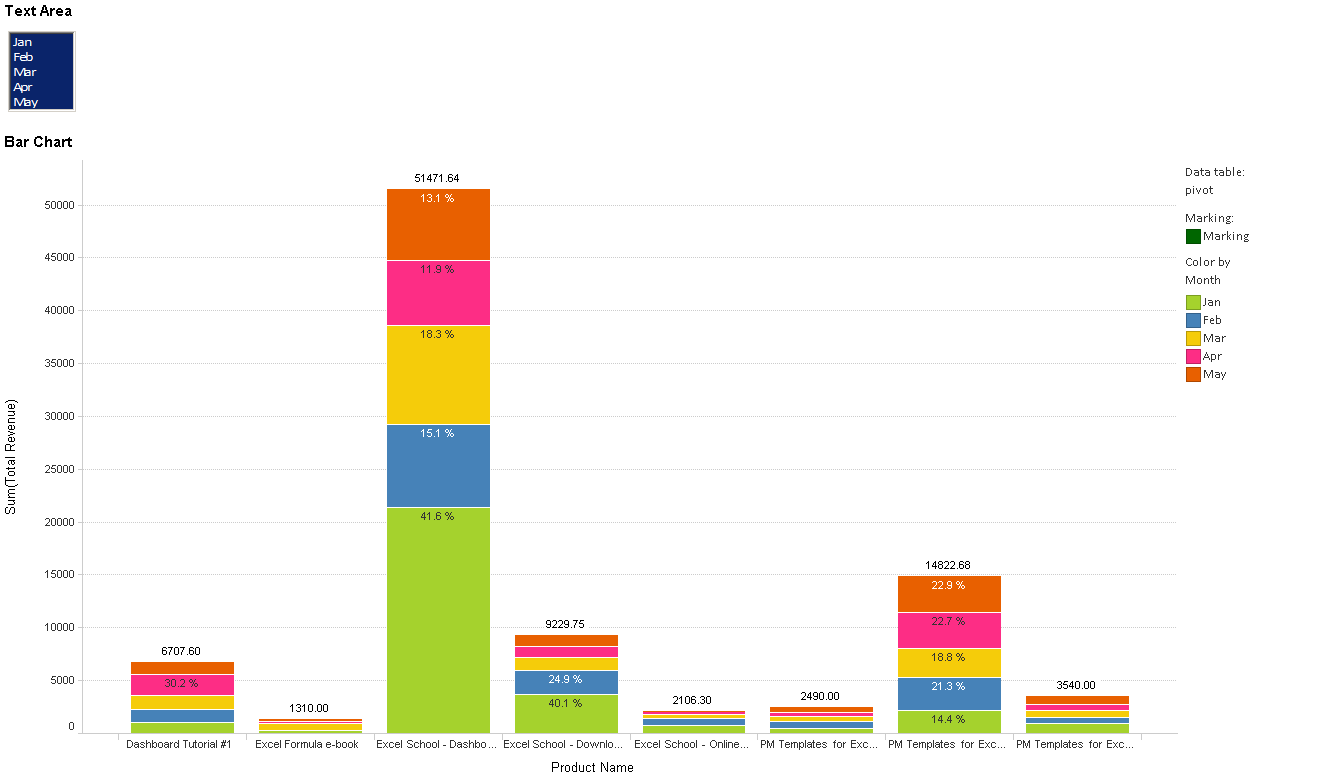 Text Area
Jan
Feb
Mar
Apr
May
Bar Chart
Sum(Total Revenue)
50000
45000
40000
35000
30000
25000
20000
15000
10000
5000
0
6707.60
30.2 %
1310.00
51471.64
13.1 %
11.9 %
18.3 %
15.1 %
41.6 %
9229.75
24.9 %
40.1 %
2106.30
2490.00
14822.68
22.9 %
22.7 %
18.8 %
21.3 %
14.4 %
3540.00
Dashboard Tutorial #1
Excel Formula e-book
Excel School - Dashbo...
Excel School - Downlo...
Excel School - Online...
PM Templates for Exc...
PM Templates for Exc...
PM Templates for Exc...
Product Name
Data table:
pivot
Marking:
Marking
Color by
Month
Jan
Feb
Mar
Apr
May